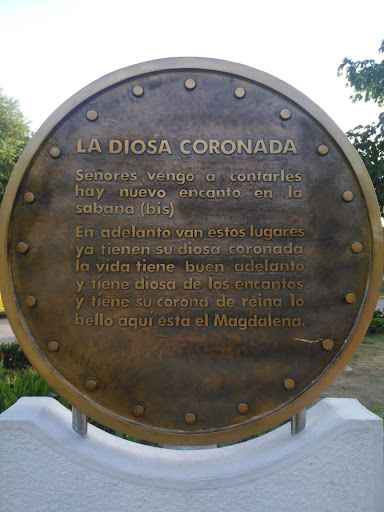 LA DIOSA CORONADA
Señores vengo a contarles
hay nuevo encanto en la
sabana (bis)
En adelanto van estos lugares
ya tienen su diosa coronada
la vida tiene buen adelanto
y tiene diosa de los encantos
y tiene su corona de reina lo
bello aqui esta el Magdalena.